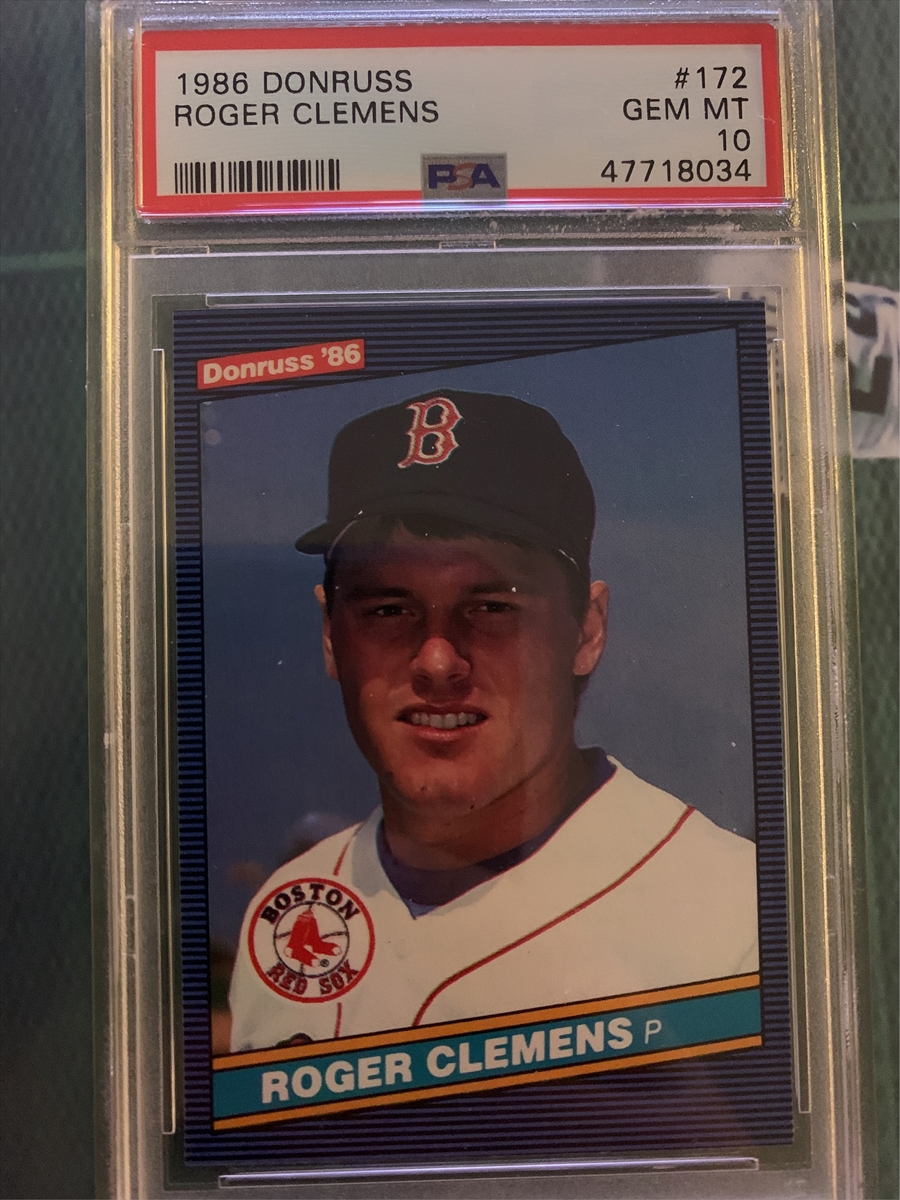 1986 DONRUSS #172
ROGER CLEMENS GEM MT
10
PSA 47718034
Donruss '86
B
BOSTON
RED SOX
®
ROGER CLEMENS P